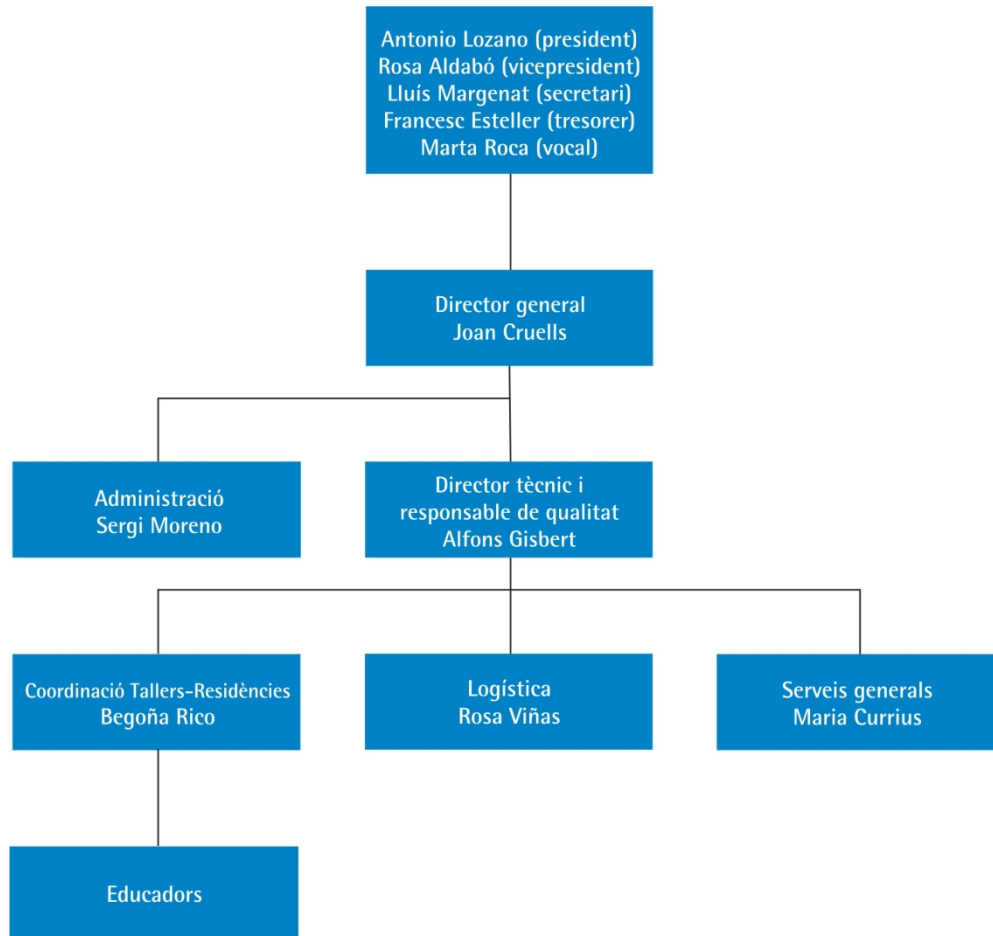 Antonio Lozano (president)
Rosa Aldabó (vicepresident)
Lluís Margenat (secretari)
Francesc Esteller (tresorer)
Marta Roca (vocal)
Director general
Joan Cruells
Administració
Sergi Moreno
Director tècnic i
responsable de qualitat
Alfons Gisbert
Coordinació Tallers-Residències
Begoña Rico
Logística
Rosa Viñas
Serveis generals
Maria Currius
Educadors